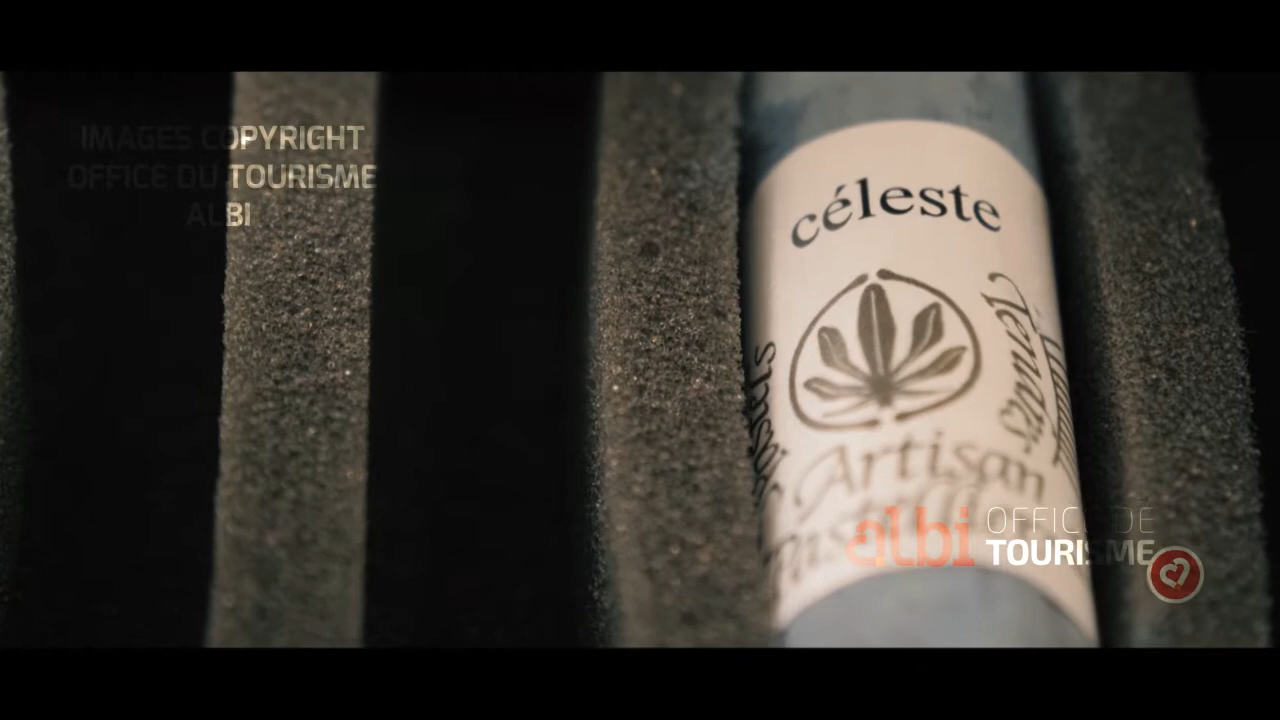 IMAGES COPYRIGHT
OFFICE DU TOURISME
ALBI
céleste
Artisan
albi OFFICE DE
TOURISME